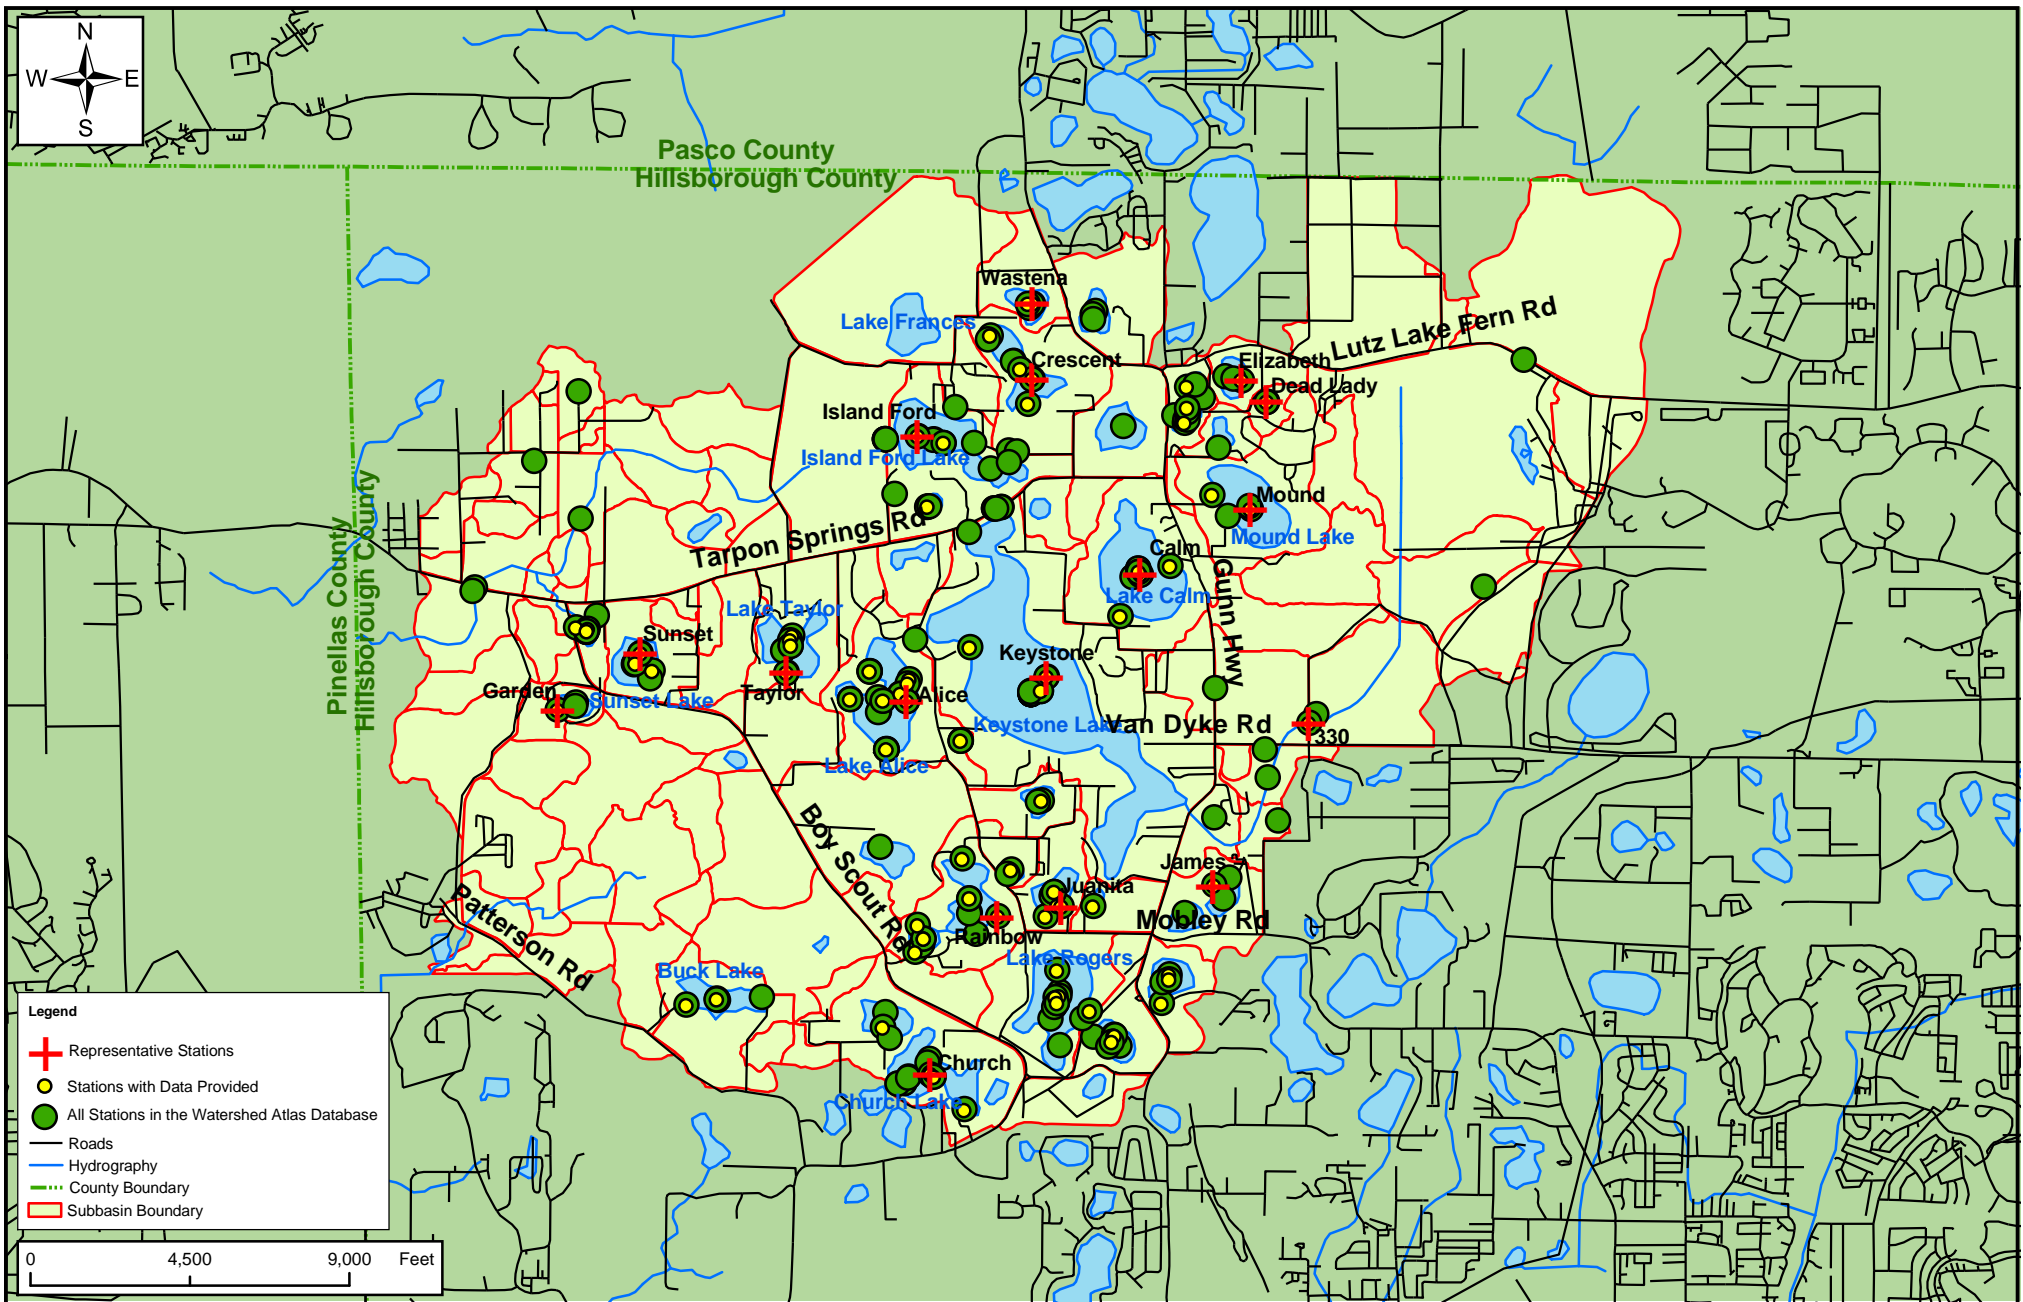 N
W E
S
Pasco County
Hillsborough County
Pinellas County
Hillsborough County
Wastena
Lake Frances
Crescent
Elizabeth
Lutz Lake Fern Rd
Dead Lady
Island Ford
Island Ford Lake
Mound
Mound Lake
Tarpon Springs Rd
Calm
Lake Calm
Gunn Hwy
Lake Taylor
Sunset
Keystone
Garden
Sunset Lake
Taylor
Alice
Keystone Lake
Van Dyke Rd
330
Lake Alice
Boy Scout Rd
James
Juanita
Patterson Rd
Mobley Rd
Rainbow
Lake Rogers
Buck Lake
Church
Church Lake
Legend
Representative Stations
Stations with Data Provided
All Stations in the Watershed Atlas Database
Roads
Hydrography
County Boundary
Subbasin Boundary
0 4,500 9,000 Feet